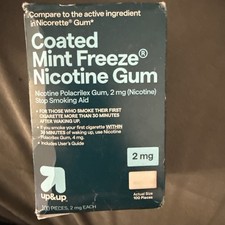 Compare to the active ingredient
in Nicorette® Gum*
Coated
Mint Freeze®
Nicotine Gum
Nicotine Polacrilex Gum, 2 mg (Nicotine)
Stop Smoking Aid
• FOR THOSE WHO SMOKE THEIR FIRST
CIGARETTE MORE THAN 30 MINUTES
AFTER WAKING UP.
• If you smoke your first cigarette WITHIN
30 MINUTES of waking up, use Nicotine
Polacrilex Gum, 4 mg.
• Includes User's Guide
2 mg
up&up
100 PIECES, 2 mg EACH
Actual Size
100 Pieces